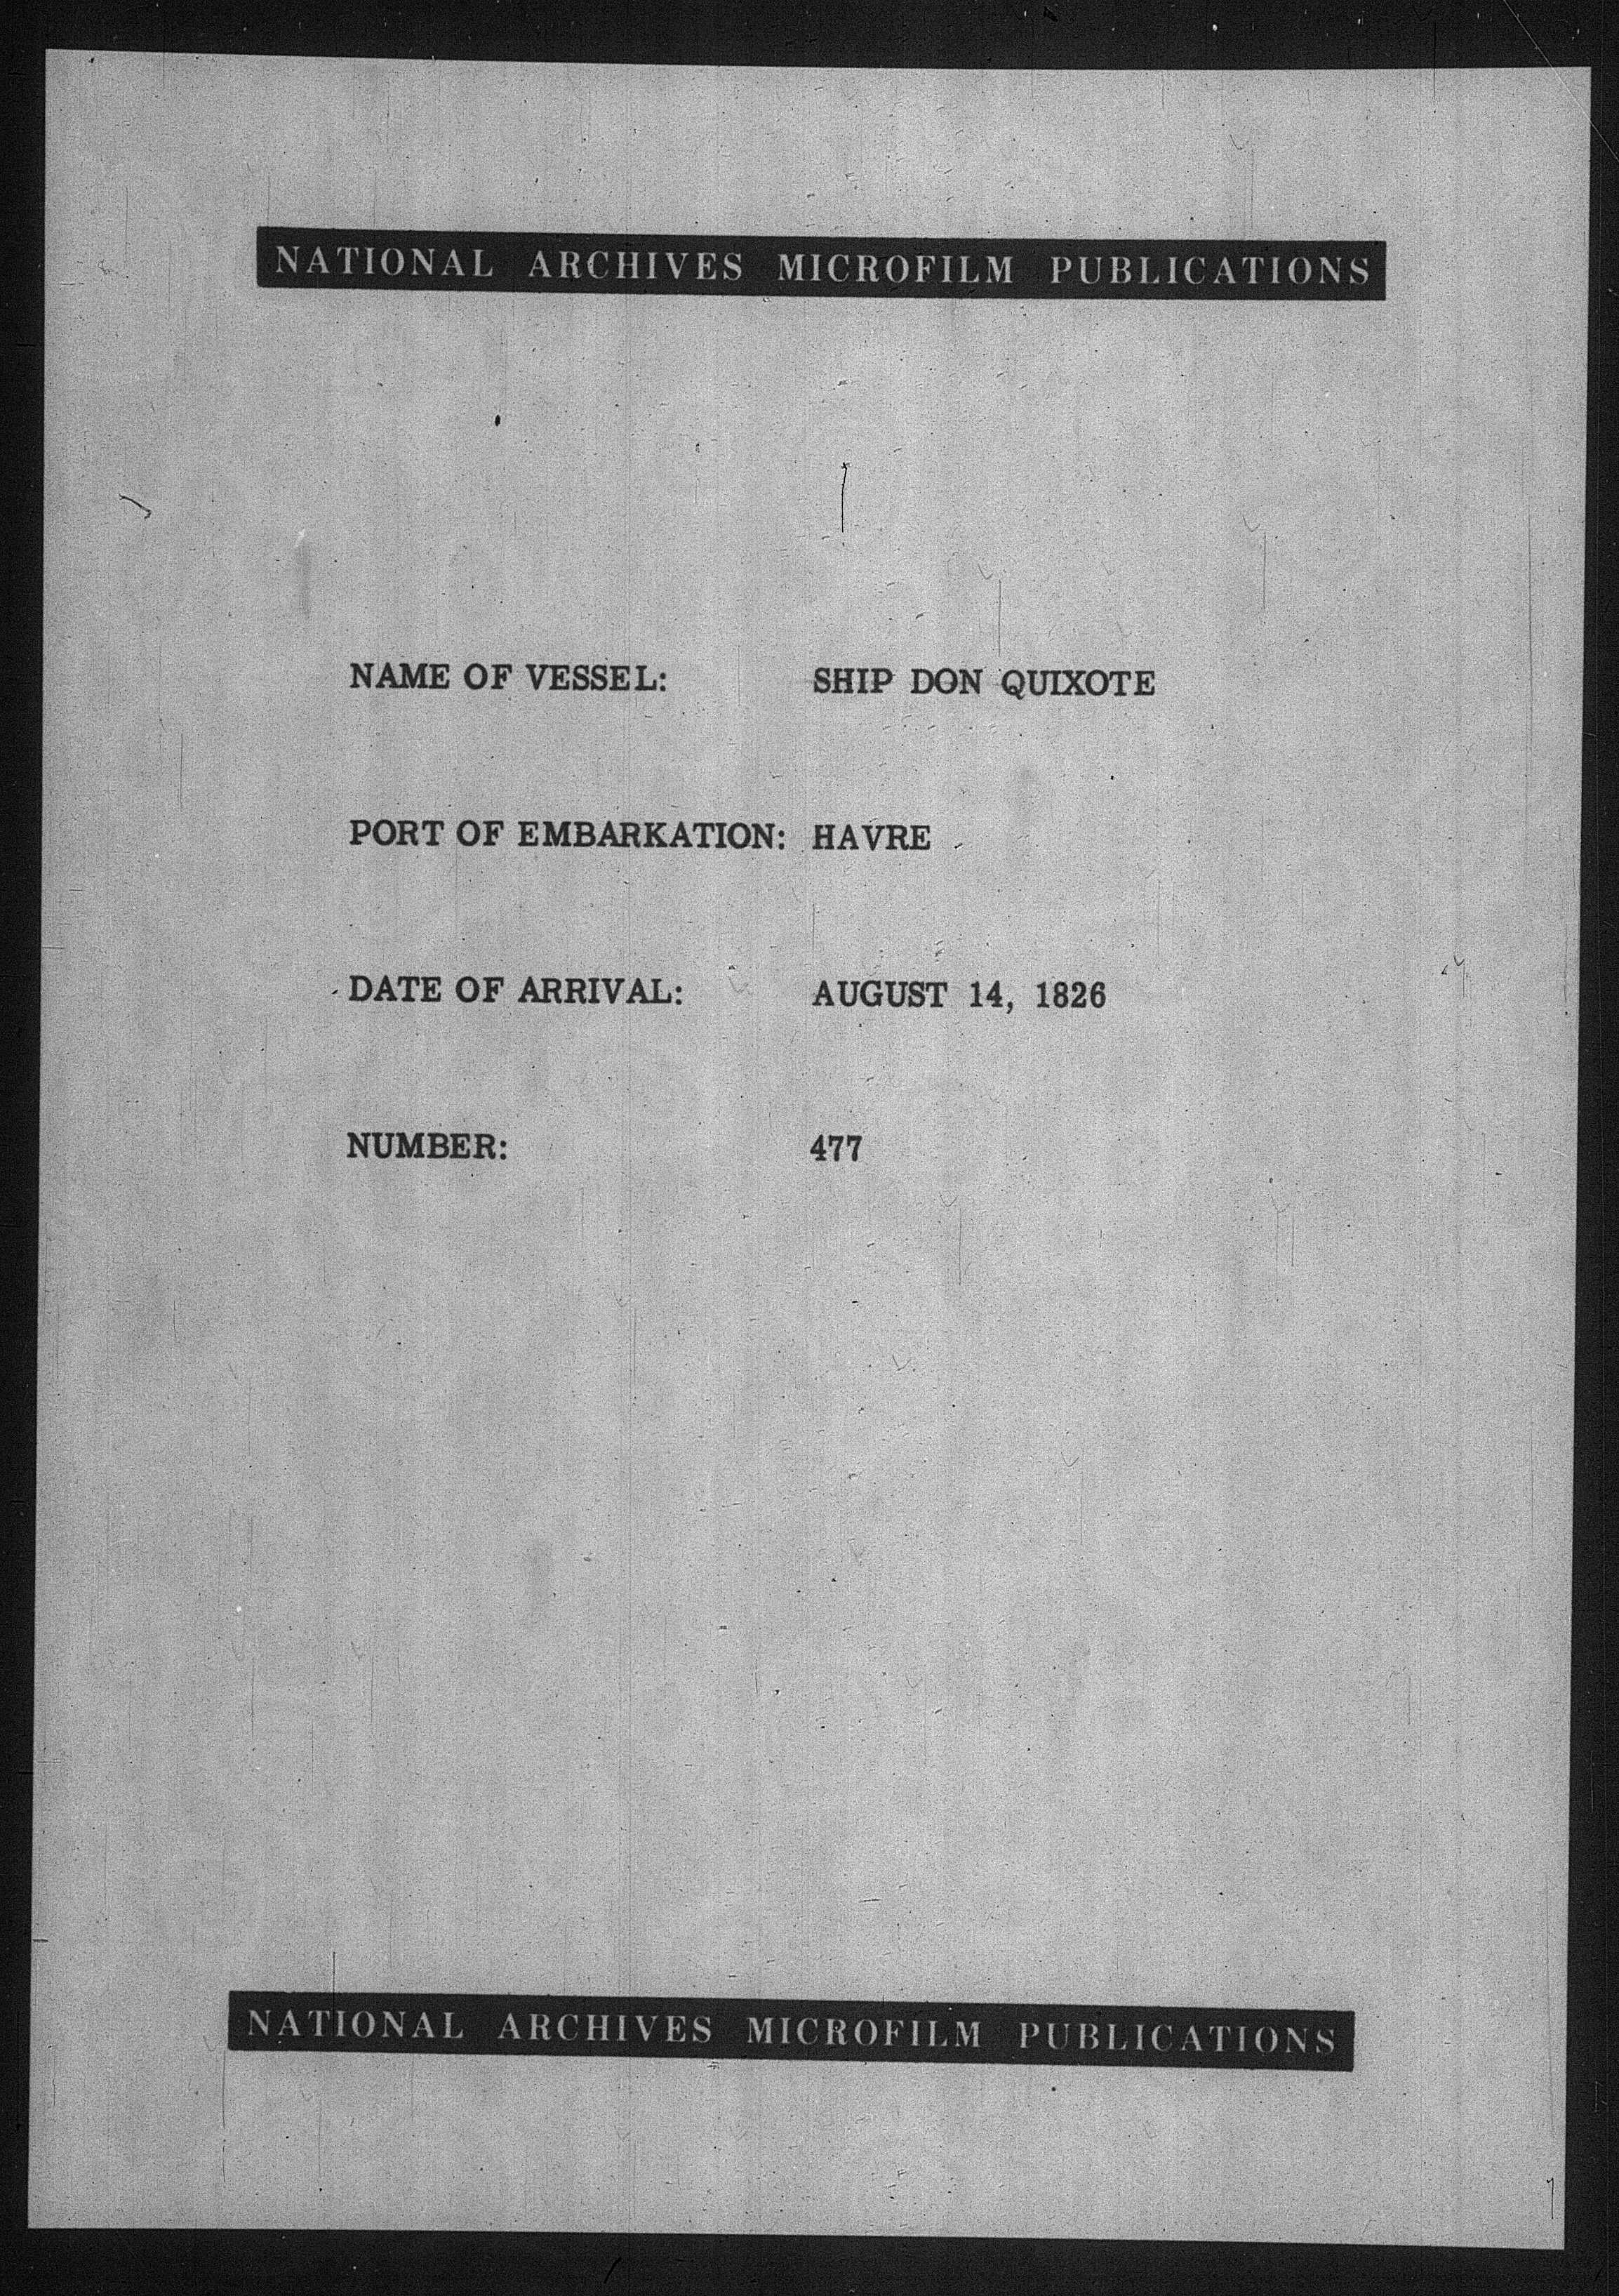 NATIONAL ARCHIVES MICROFILM PUBLICATIONS
NAME OF VESSEL: SHIP DON QUIXOTE
PORT OF EMBARKATION: HAVRE
DATE OF ARRIVAL: AUGUST 14, 1826
NUMBER: 477
NATIONAL ARCHIVES MICROFILM PUBLICATIONS